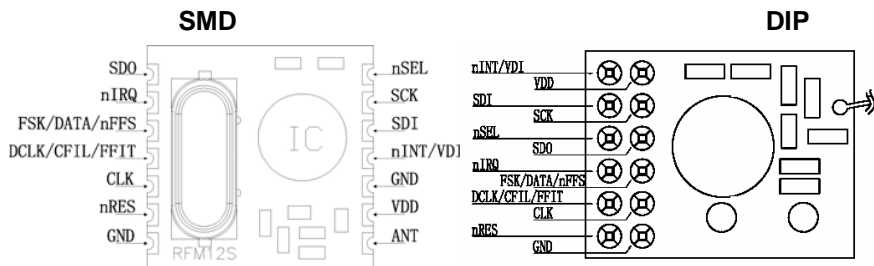 SMD
DIP
SDO
nIRQ
FSK/DATA/nFFS
DCLK/CFIL/FFIT
CLK
nRES
GND
IC
RFM12S
nSEL
SCK
SDI
nINT/VDI
GND
VDD
ANT
nINT/VDI
VDD
SDI
SCK
nSEL
SDO
nIRQ
FSK/DATA/nFFS
DCLK/CFIL/FFIT
CLK
nRES
GND